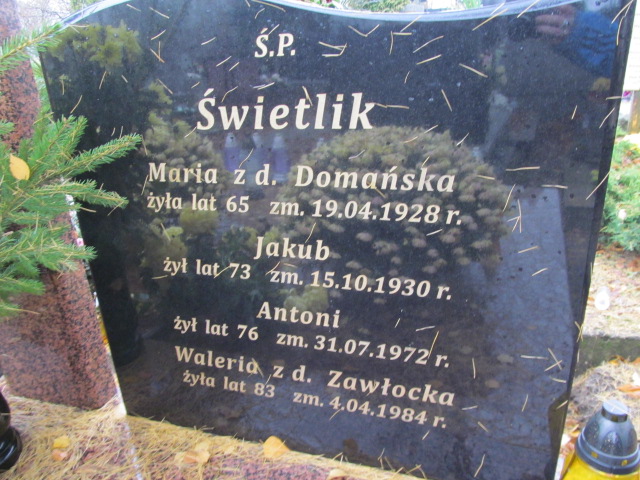 Ś.P.
Świetlik
Maria z d. Domańska
żyła lat 65 zm. 19.04.1928 r.
Jakub
żył lat 73 zm. 15.10.1930 r.
Antoni
żył lat 76 zm. 31.07.1972 r.
Waleria z d. Zawłocka
żyła lat 83 zm. 4.04.1984 r.